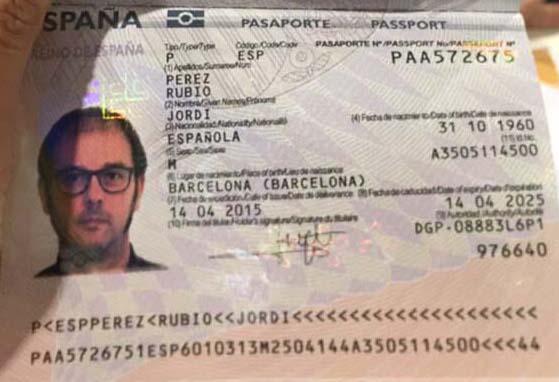 ESPAÑA PASAPORTE PASSPORT
REINO DE ESPAÑA
Tipo/Type/Type Código/Code/Code PASAPORTE Nº/PASSPORT No/PASSEPORT Nº
P ESP PAA572675
(1) Apellidos/Surname/Nom
PEREZ
RUBIO
(2) Nombre/Given Names/Prénoms
JORDI
(3) Nacionalidad/Nationality/Nationalité (4) Fecha de nacimiento/Date of birth/Date de naissance
ESPAÑOLA 31 10 1960
(5) Sexo/Sex/Sexe
M A3505114500
(6) Lugar de nacimiento/Place of birth/Lieu de naissance
BARCELONA (BARCELONA)
(7) Fecha de expedición/Date of issue/Date de délivrance (8) Fecha de caducidad/Date of expiry/Date d'expiration
14 04 2015 14 04 2025
(10) Firma del titular/Holder's signature/Signature du titulaire (9) Autoridad/Authority/Autorité
DGP-08883L6P1
976640
P<ESPPEREZ<RUBIO<<JORDI<<<<<<<<<<<<<<<<<<<<<
PAA5726751ESP6010313M2504144A3505114500<<<44